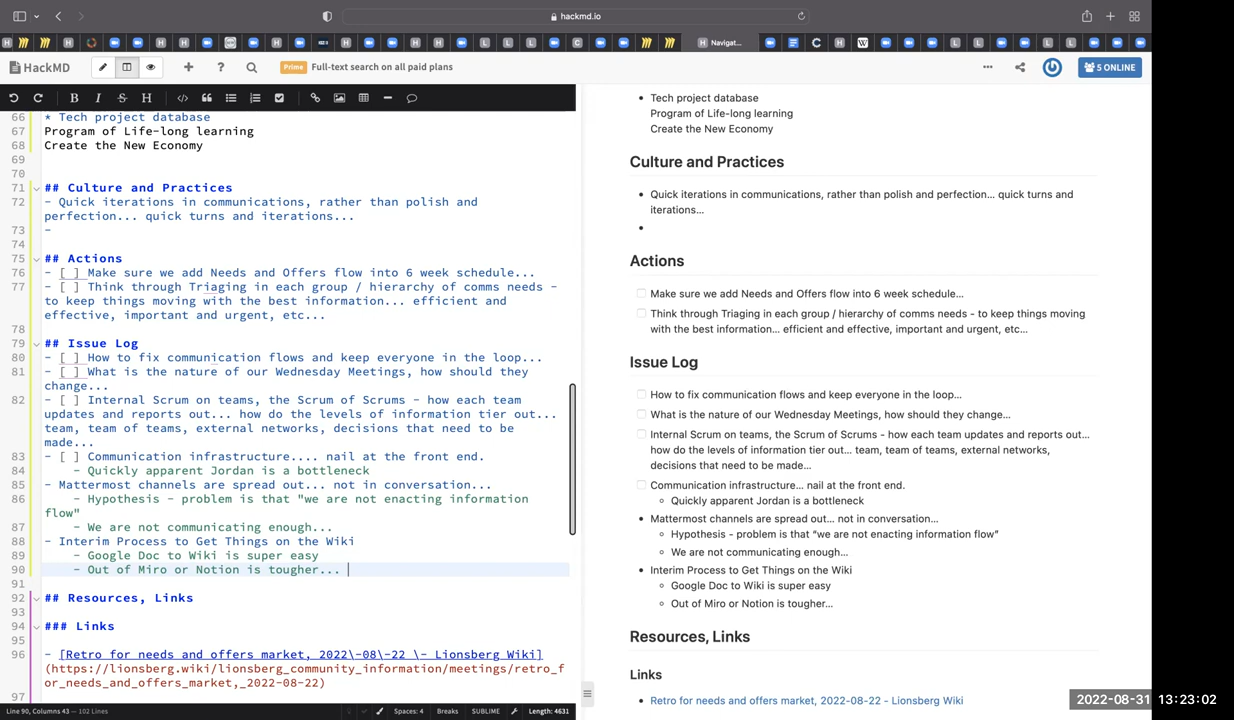 hackmd.io
Navigat...
HackMD
Prime Full-text search on all paid plans
5 ONLINE
66 * Tech project database
67 Program of Life-long learning
68 Create the New Economy
69
70
71 ## Culture and Practices
72 - Quick iterations in communications, rather than polish and
perfection... quick turns and iterations...
73 -
74
75 ## Actions
76 - [ ] Make sure we add Needs and Offers flow into 6 week schedule...
77 - [ ] Think through Triaging in each group / hierarchy of comms needs -
to keep things moving with the best information... efficient and
effective, important and urgent, etc...
78
79 ## Issue Log
80 - [ ] How to fix communication flows and keep everyone in the loop...
81 - [ ] What is the nature of our Wednesday Meetings, how should they
change...
82 - [ ] Internal Scrum on teams, the Scrum of Scrums - how each team
updates and reports out... how do the levels of information tier out...
team, team of teams, external networks, decisions that need to be
made...
83 - [ ] Communication infrastructure.... nail at the front end.
84 - Quickly apparent Jordan is a bottleneck
85 - Mattermost channels are spread out... not in conversation...
86 - Hypothesis - problem is that "we are not enacting information
flow"
87 - We are not communicating enough...
88 - Interim Process to Get Things on the Wiki
89 - Google Doc to Wiki is super easy
90 - Out of Miro or Notion is tougher...
91
92 ## Resources, Links
93
94 ### Links
95
96 - [Retro for needs and offers market, 2022\-08\-22 \- Lionsberg Wiki]
(https://lionsberg.wiki/lionsberg_community_information/meetings/retro_f
or_needs_and_offers_market,_2022-08-22)
97
Line 90, Columns 43 — 102 Lines
Spaces: 4 Breaks SUBLIME Length: 4631
• Tech project database
Program of Life-long learning
Create the New Economy
Culture and Practices
• Quick iterations in communications, rather than polish and perfection... quick turns and
iterations...
•
Actions
Make sure we add Needs and Offers flow into 6 week schedule...
Think through Triaging in each group / hierarchy of comms needs - to keep things moving
with the best information... efficient and effective, important and urgent, etc...
Issue Log
How to fix communication flows and keep everyone in the loop...
What is the nature of our Wednesday Meetings, how should they change...
Internal Scrum on teams, the Scrum of Scrums - how each team updates and reports out...
how do the levels of information tier out... team, team of teams, external networks,
decisions that need to be made...
Communication infrastructure... nail at the front end.
Quickly apparent Jordan is a bottleneck
• Mattermost channels are spread out... not in conversation...
Hypothesis - problem is that “we are not enacting information flow”
We are not communicating enough...
• Interim Process to Get Things on the Wiki
Google Doc to Wiki is super easy
Out of Miro or Notion is tougher...
Resources, Links
Links
• Retro for needs and offers market, 2022-08-22 - Lionsberg Wiki
2022-08-31 13:23:02